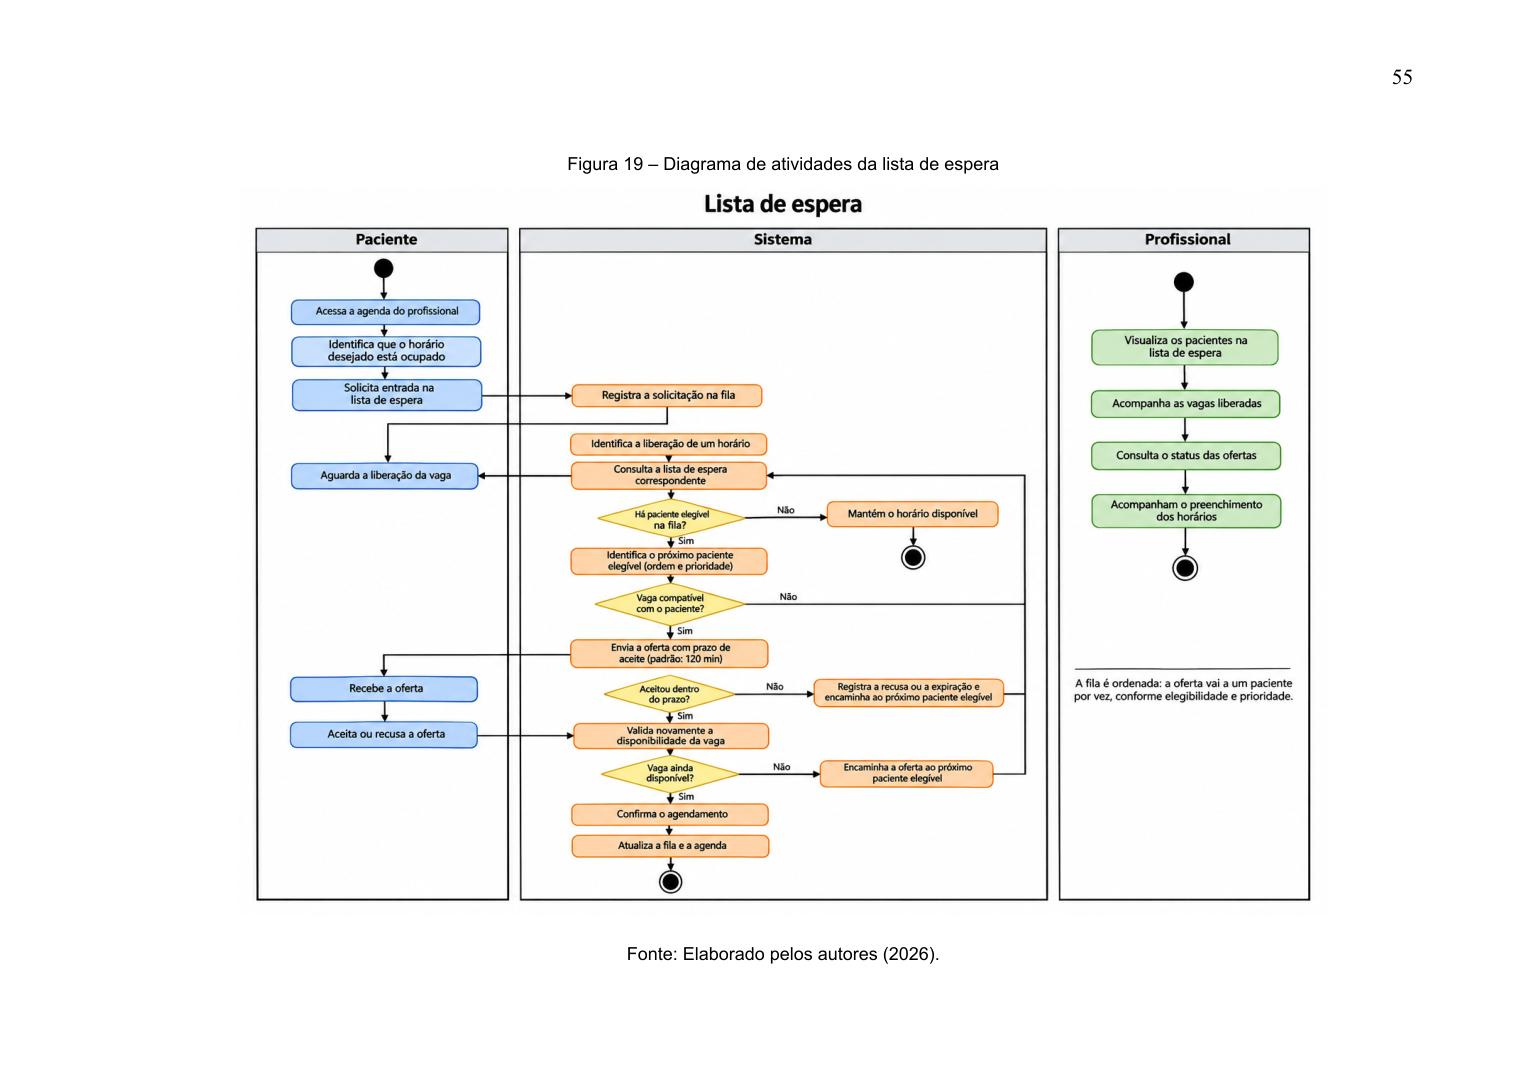 55
Figura 19 – Diagrama de atividades da lista de espera
Lista de espera
Paciente
Acessa a agenda do profissional
Identifica que o horário
desejado está ocupado
Solicita entrada na
lista de espera
Aguarda a liberação da vaga
Recebe a oferta
Aceita ou recusa a oferta
Sistema
Registra a solicitação na fila
Identifica a liberação de um horário
Consulta a lista de espera
correspondente
Há paciente elegível
na fila?
Não
Mantém o horário disponível
Sim
Identifica o próximo paciente
elegível (ordem e prioridade)
Vaga compatível
com o paciente?
Não
Sim
Envia a oferta com prazo de
aceite (padrão: 120 min)
Aceitou dentro
do prazo?
Não
Registra a recusa ou a expiração e
encaminha ao próximo paciente elegível
Sim
Valida novamente a
disponibilidade da vaga
Vaga ainda
disponível?
Não
Encaminha a oferta ao próximo
paciente elegível
Sim
Confirma o agendamento
Atualiza a fila e a agenda
Profissional
Visualiza os pacientes na
lista de espera
Acompanha as vagas liberadas
Consulta o status das ofertas
Acompanham o preenchimento
dos horários
A fila é ordenada: a oferta vai a um paciente
por vez, conforme elegibilidade e prioridade.
Fonte: Elaborado pelos autores (2026).